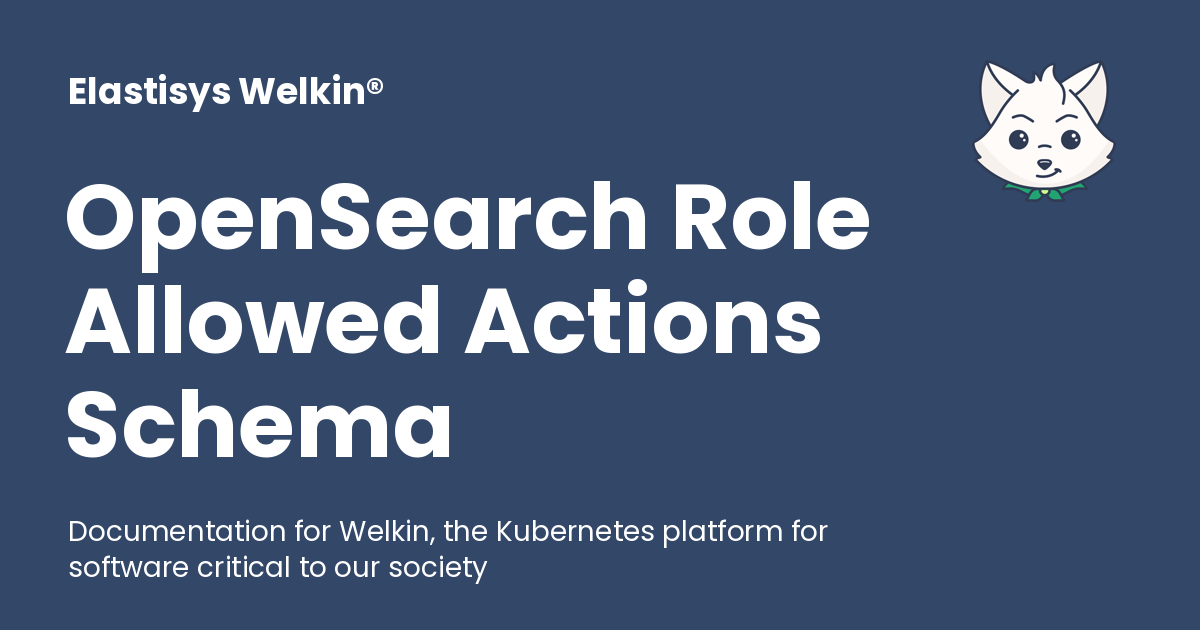 Elastisys Welkin®
OpenSearch Role
Allowed Actions
Schema
Documentation for Welkin, the Kubernetes platform for
software critical to our society